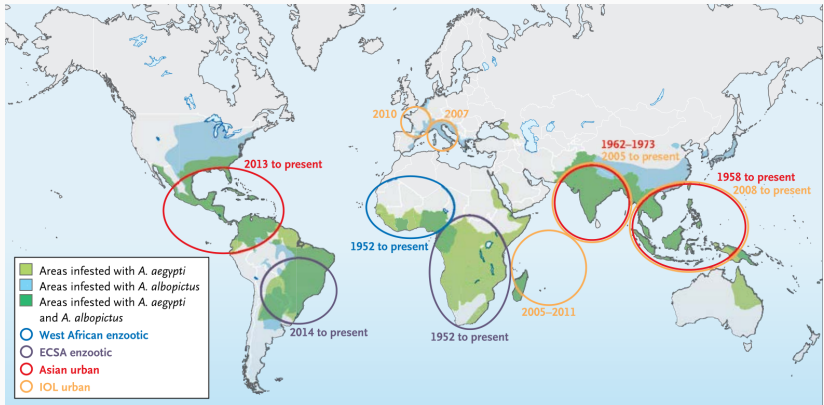 2010
2007
1962–1973
2005 to present
2013 to present
1958 to present
2008 to present
1952 to present
Areas infested with A. aegypti
Areas infested with A. albopictus
Areas infested with A. aegypti
and A. albopictus
West African enzootic
ECSA enzootic
Asian urban
IOL urban
2014 to present
1952 to present
2005–2011